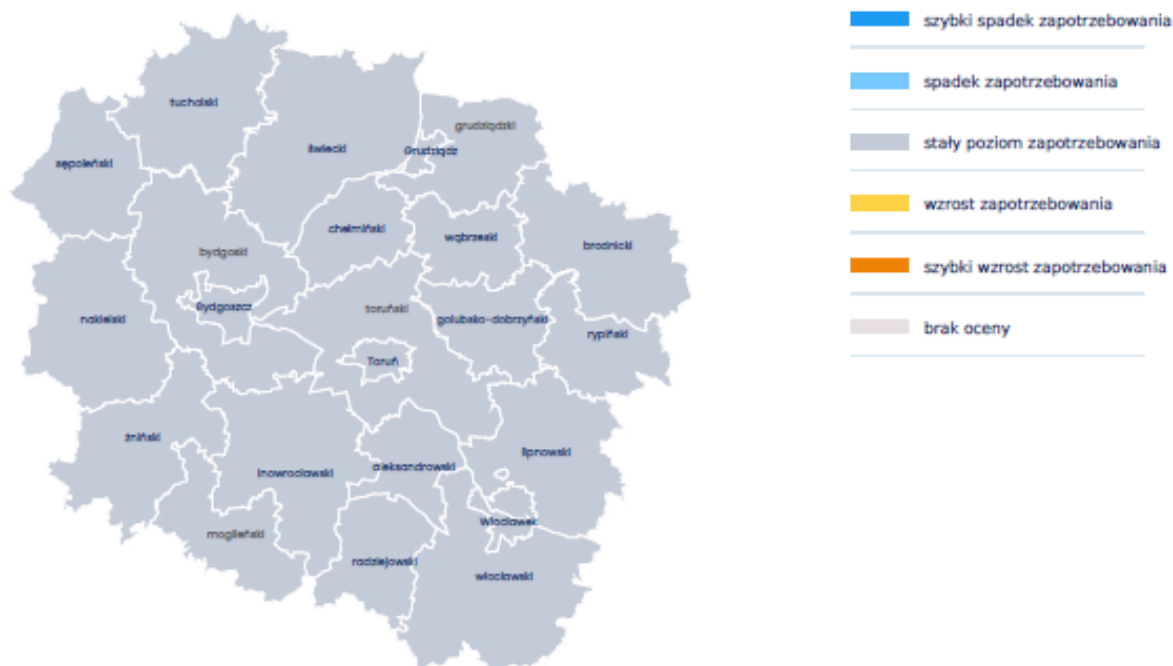 szybki spadek zapotrzebowania
spadek zapotrzebowania
stały poziom zapotrzebowania
wzrost zapotrzebowania
szybki wzrost zapotrzebowania
brak oceny
tucholski
grudziądzki
świecki
Grudziądz
sępoleński
chełmiński
wąbrzeski
brodnicki
bydgoski
Bydgoszcz
toruński
golubsko-dobrzyński
nakielski
rypiński
Toruń
żniński
lipnowski
aleksandrowski
inowrocławski
Włocławek
mogileński
radziejowski
włocławski